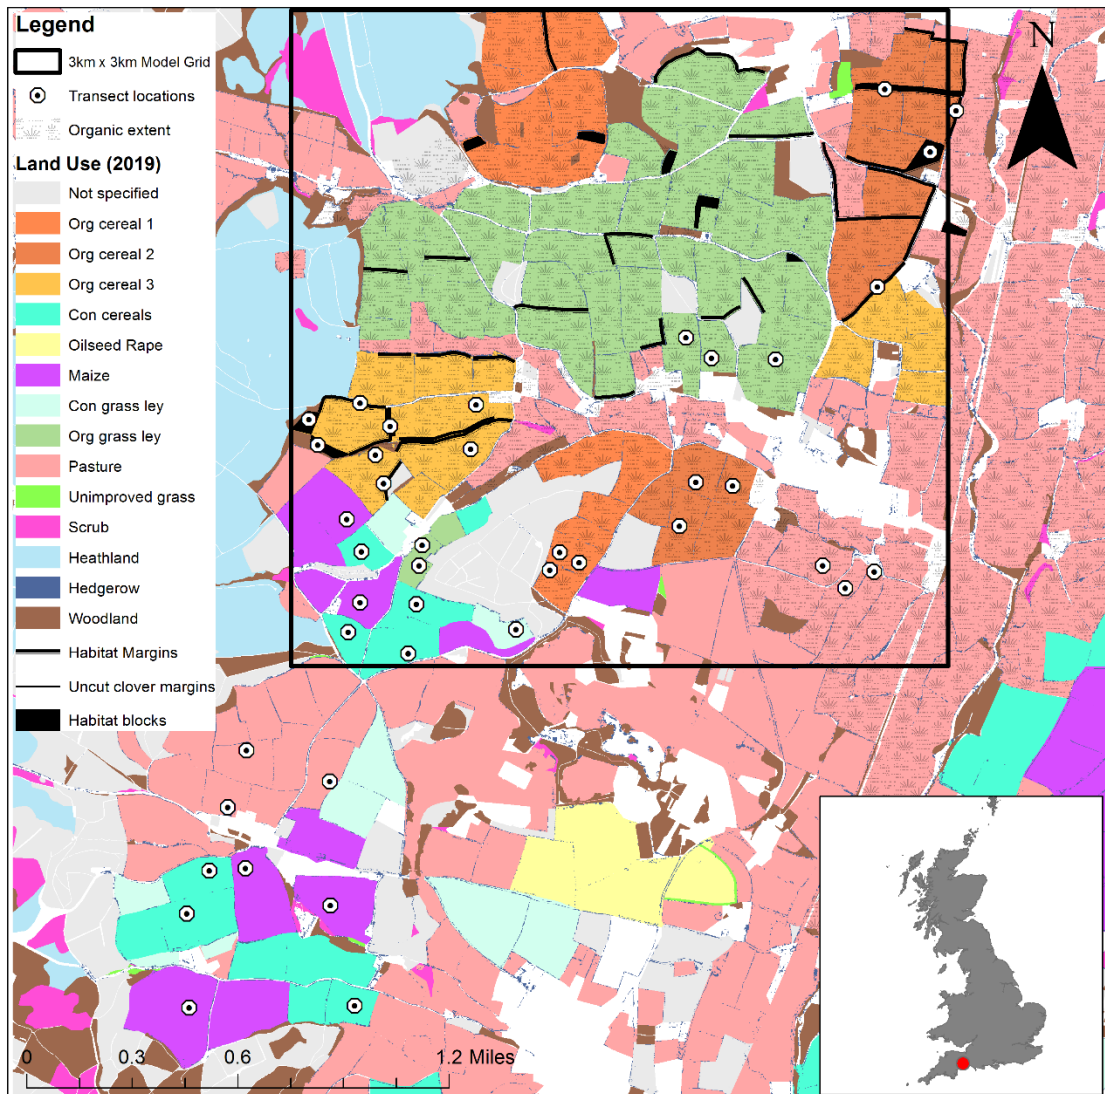 Legend
3km x 3km Model Grid
Transect locations
Organic extent
Land Use (2019)
Not specified
Org cereal 1
Org cereal 2
Org cereal 3
Con cereals
Oilseed Rape
Maize
Con grass ley
Org grass ley
Pasture
Unimproved grass
Scrub
Heathland
Hedgerow
Woodland
Habitat Margins
Uncut clover margins
Habitat blocks
N
0 0.3 0.6 1.2 Miles